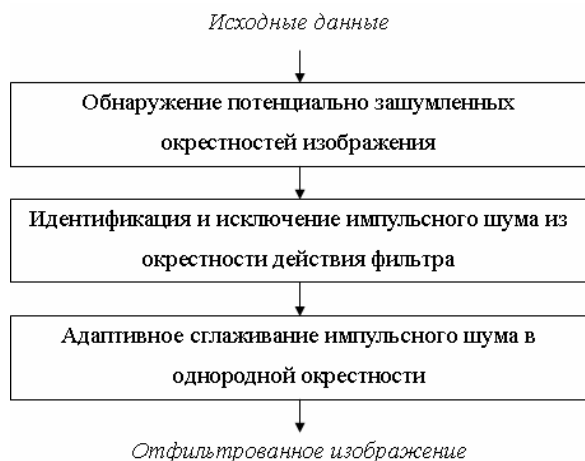 Исходные данные
Обнаружение потенциально зашумленных
окрестностей изображения
Идентификация и исключение импульсного шума из
окрестности действия фильтра
Адаптивное сглаживание импульсного шума в
однородной окрестности
Отфильтрованное изображение